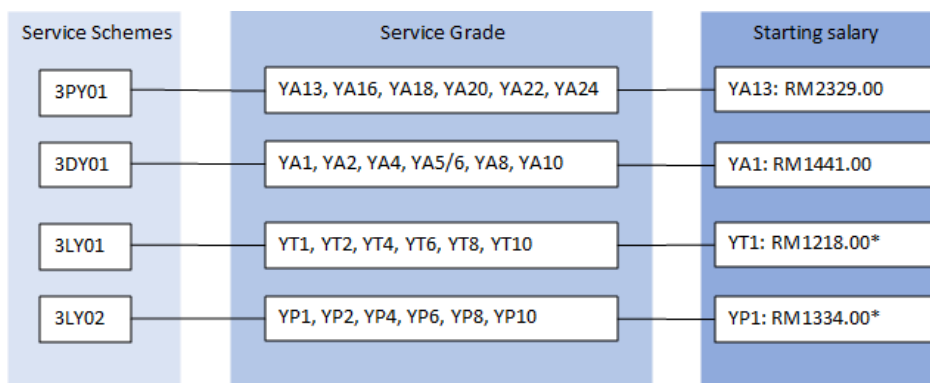 Service Schemes Service Grade Starting salary
3PY01 YA13, YA16, YA18, YA20, YA22, YA24 YA13: RM2329.00
3DY01 YA1, YA2, YA4, YA5/6, YA8, YA10 YA1: RM1441.00
3LY01 YT1, YT2, YT4, YT6, YT8, YT10 YT1: RM1218.00*
3LY02 YP1, YP2, YP4, YP6, YP8, YP10 YP1: RM1334.00*